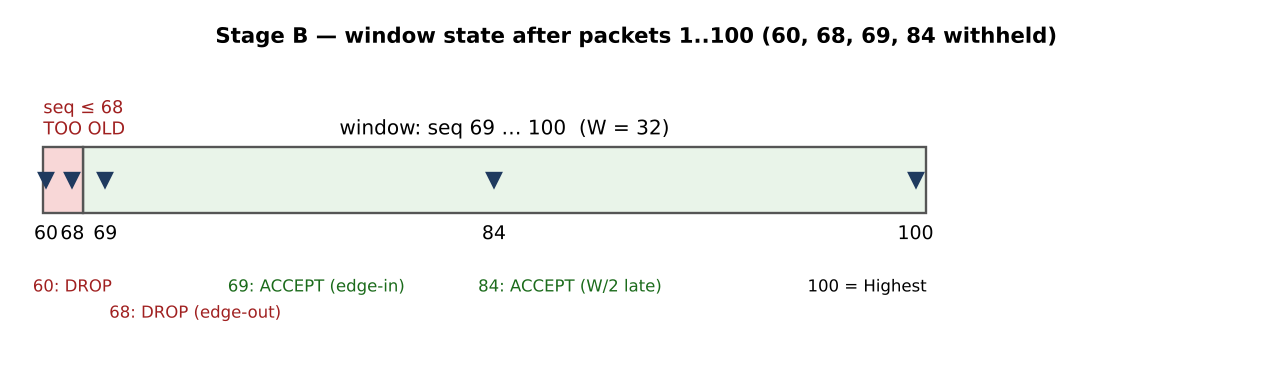 Stage B — window state after packets 1..100 (60, 68, 69, 84 withheld)
seq ≤ 68
TOO OLD
window: seq 69 … 100  (W = 32)
60 68 69 84 100
60: DROP 69: ACCEPT (edge-in) 84: ACCEPT (W/2 late) 100 = Highest
68: DROP (edge-out)